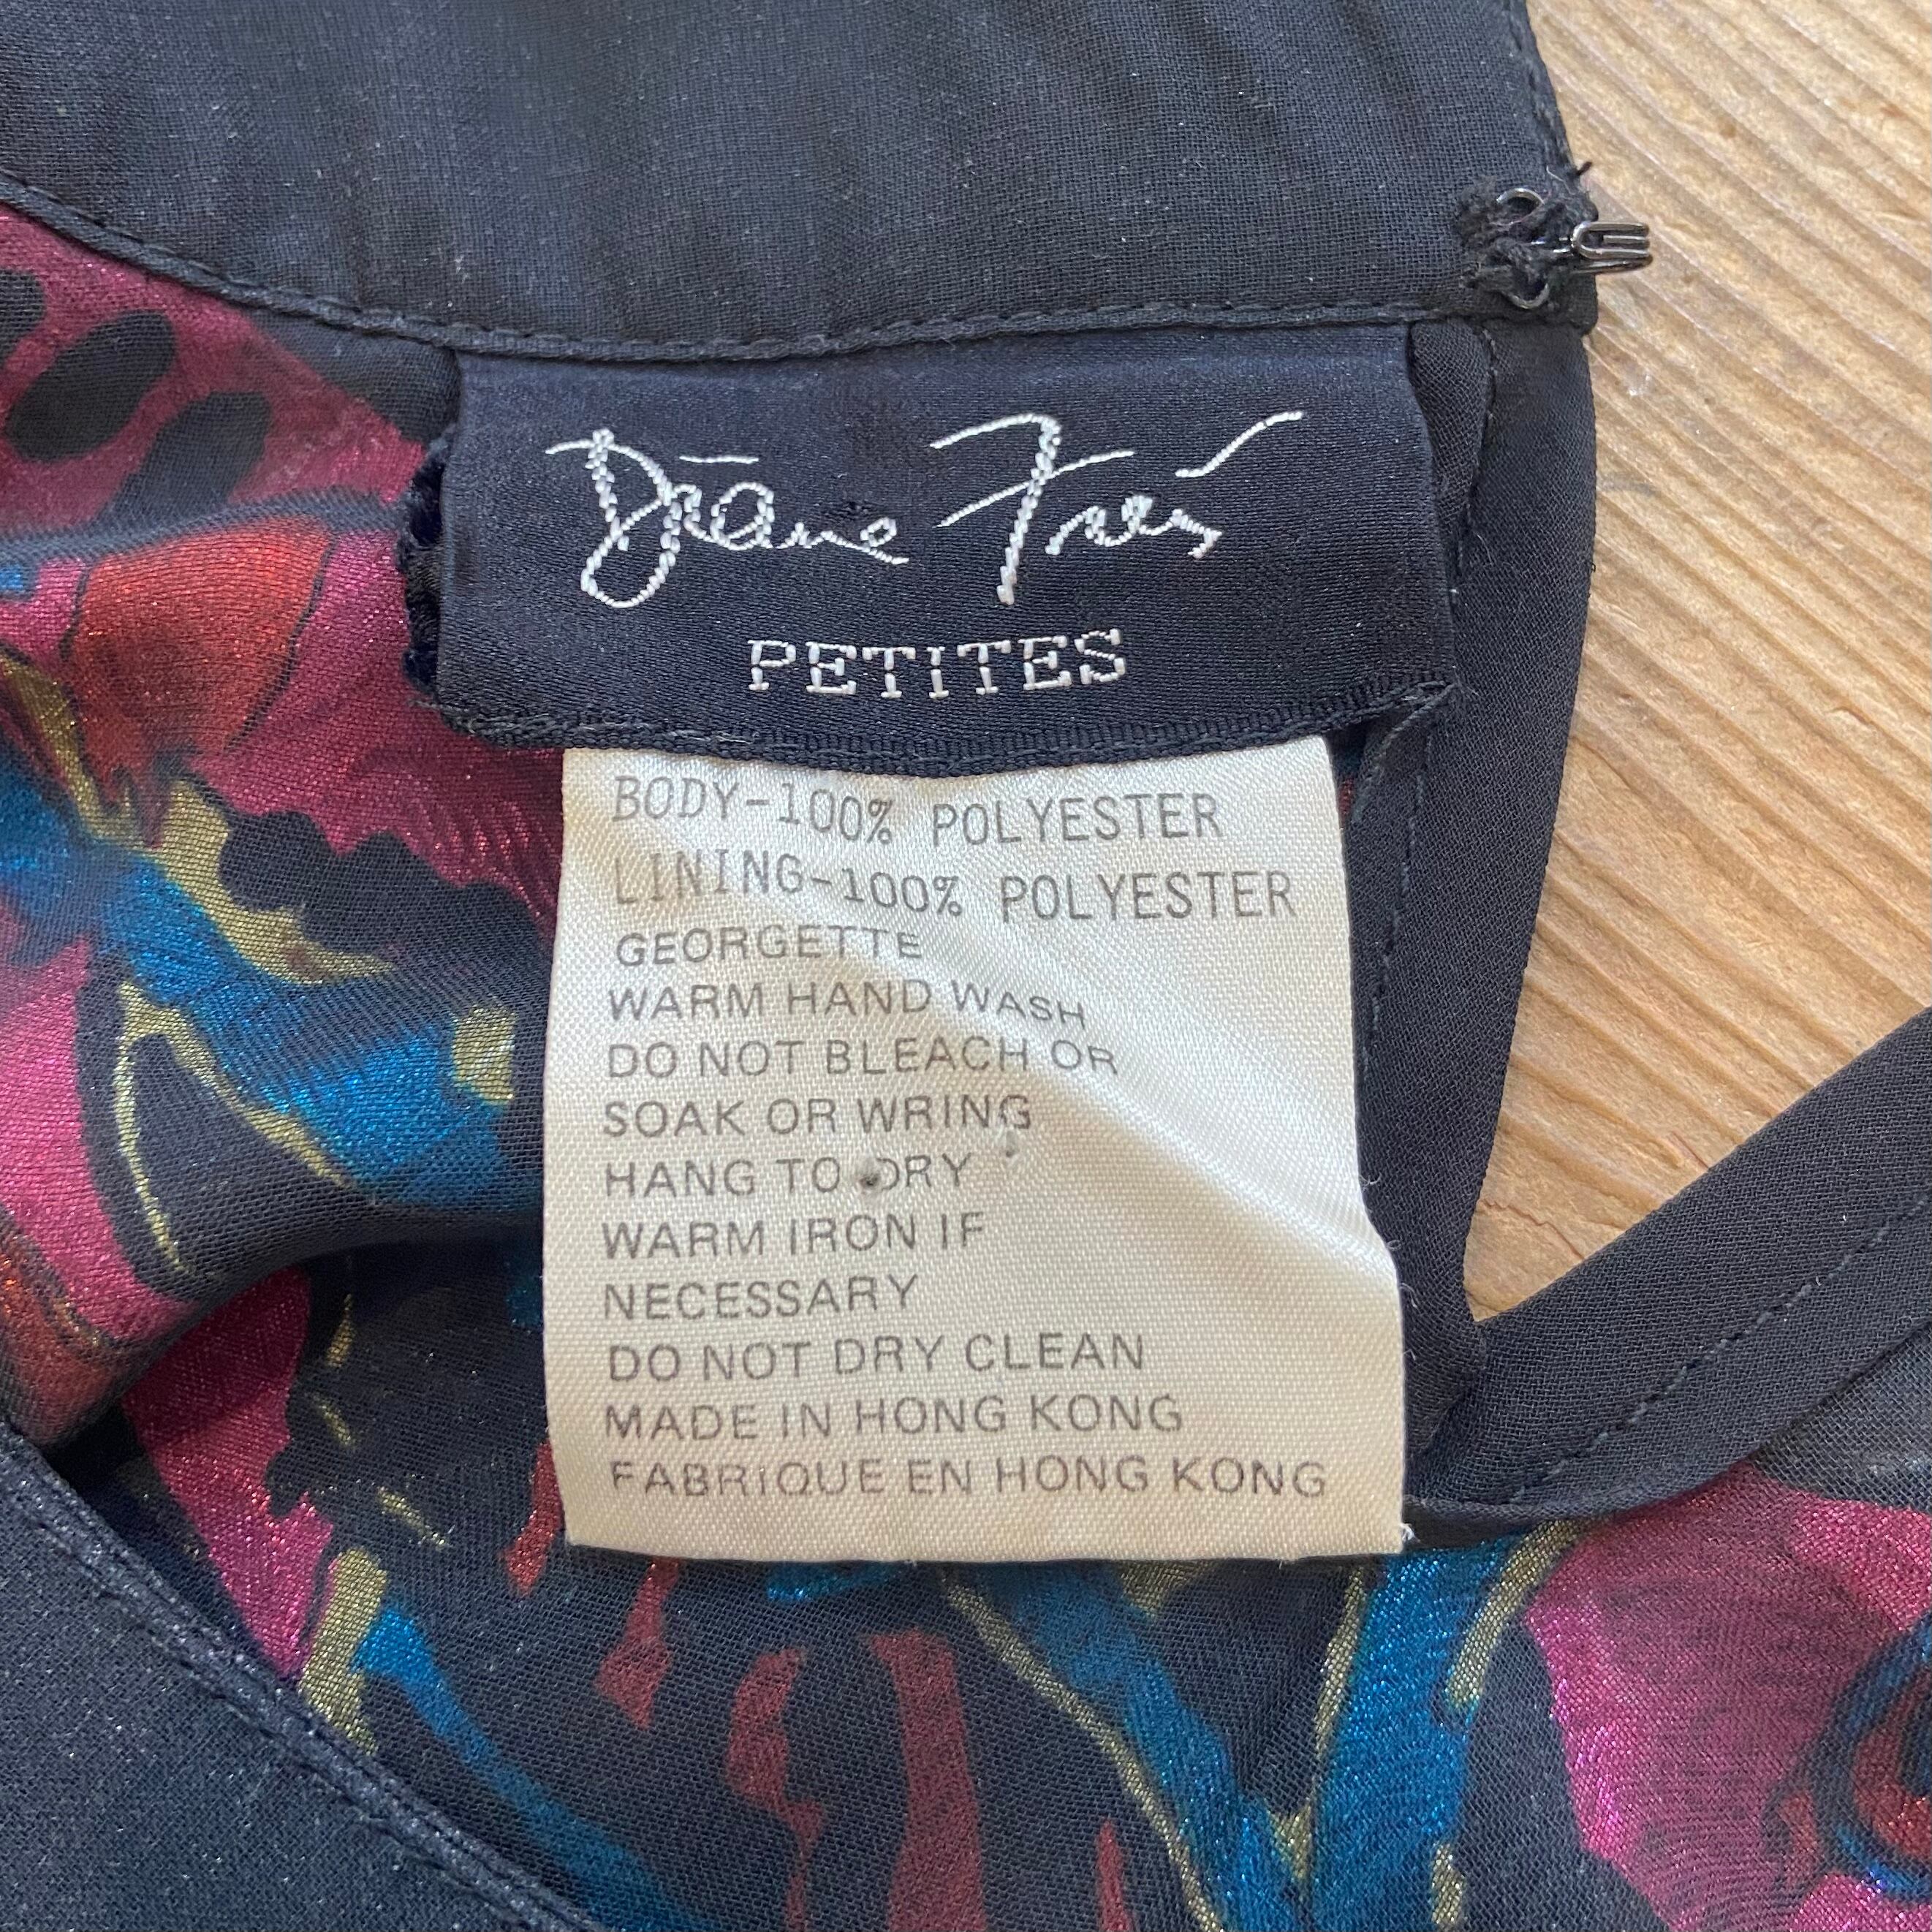 Diane Freis
PETITES
BODY-100% POLYESTER
LINING-100% POLYESTER
GEORGETTE
WARM HAND WASH
DO NOT BLEACH OR
SOAK OR WRING
HANG TO DRY
WARM IRON IF
NECESSARY
DO NOT DRY CLEAN
MADE IN HONG KONG
FABRIQUE EN HONG KONG